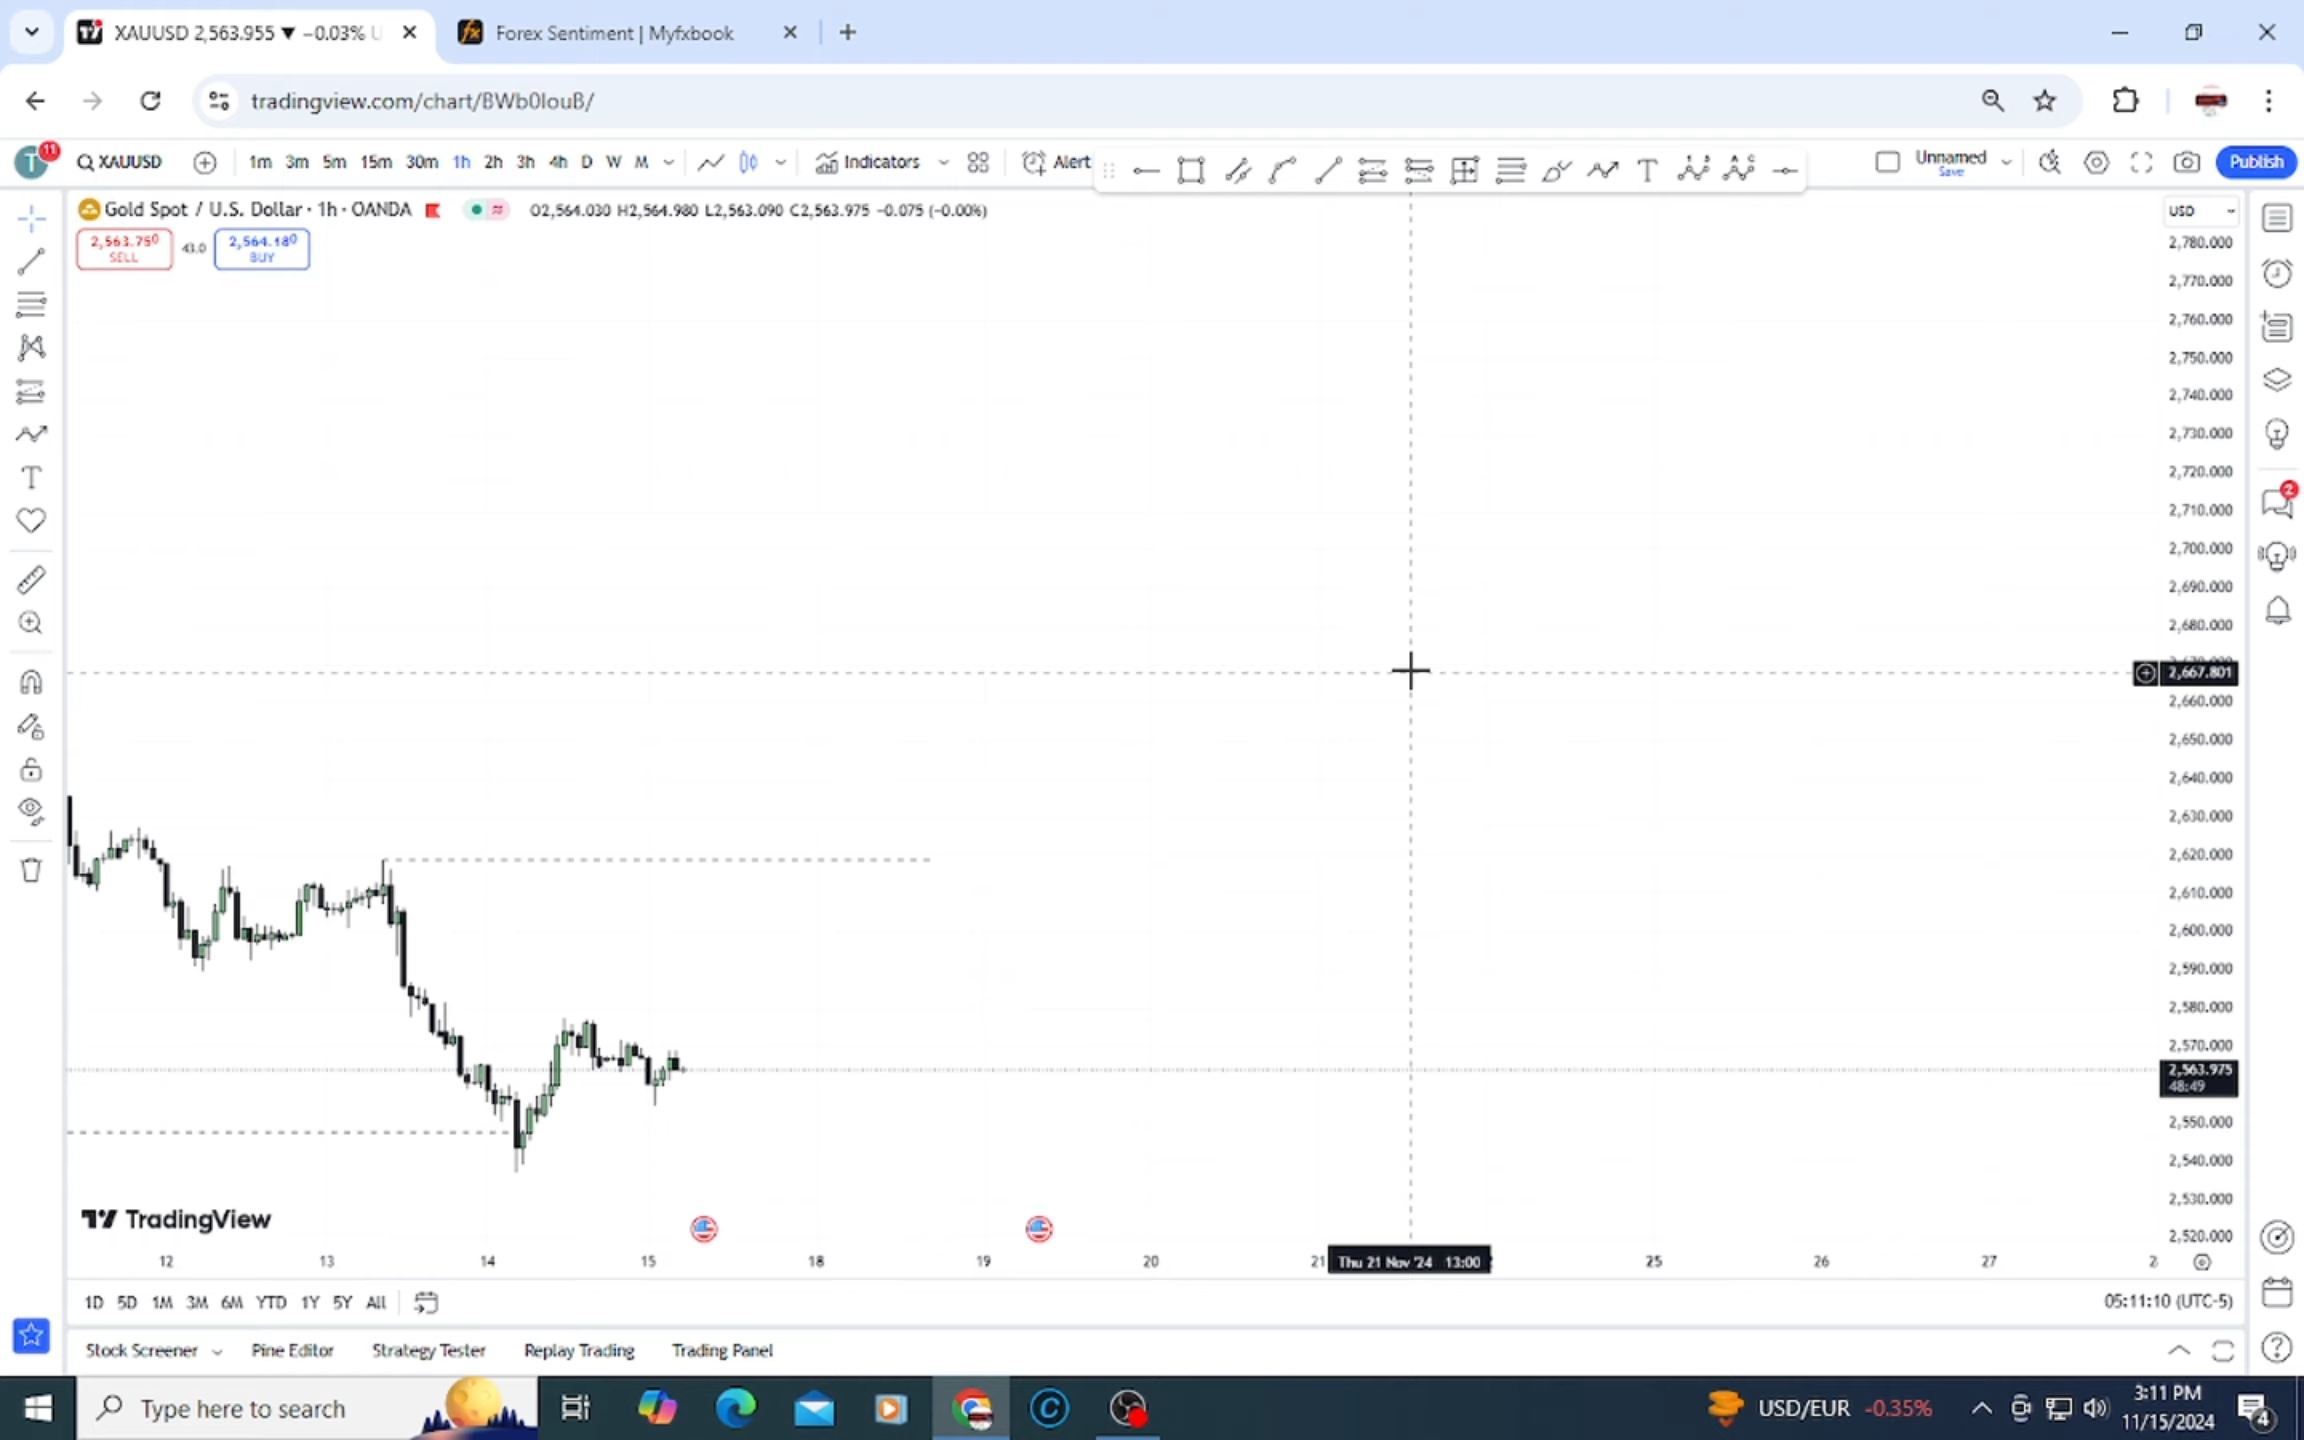 XAUUSD 2,563.955 ▼ −0.03% U
Forex Sentiment | Myfxbook
tradingview.com/chart/BWb0IouB/
T
11
XAUUSD
1m 3m 5m 15m 30m 1h 2h 3h 4h D W M
Indicators
Alert
Unnamed
Save
Publish
Gold Spot / U.S. Dollar · 1h · OANDA
O2,564.030 H2,564.980 L2,563.090 C2,563.975 −0.075 (−0.00%)
USD
2,563.750
SELL
43.0
2,564.180
BUY
2,780.000
2,770.000
2,760.000
2,750.000
2,740.000
2,730.000
2,720.000
2,710.000
2,700.000
2,690.000
2,680.000
2,667.801
2,660.000
2,650.000
2,640.000
2,630.000
2,620.000
2,610.000
2,600.000
2,590.000
2,580.000
2,570.000
2,563.975
48:49
2,550.000
2,540.000
2,530.000
2,520.000
2
TradingView
12 13 14 15 18 19 20 21 Thu 21 Nov '24 13:00 25 26 27 2
1D 5D 1M 3M 6M YTD 1Y 5Y All
05:11:10 (UTC-5)
Stock Screener Pine Editor Strategy Tester Replay Trading Trading Panel
Type here to search
USD/EUR -0.35%
3:11 PM
11/15/2024
4